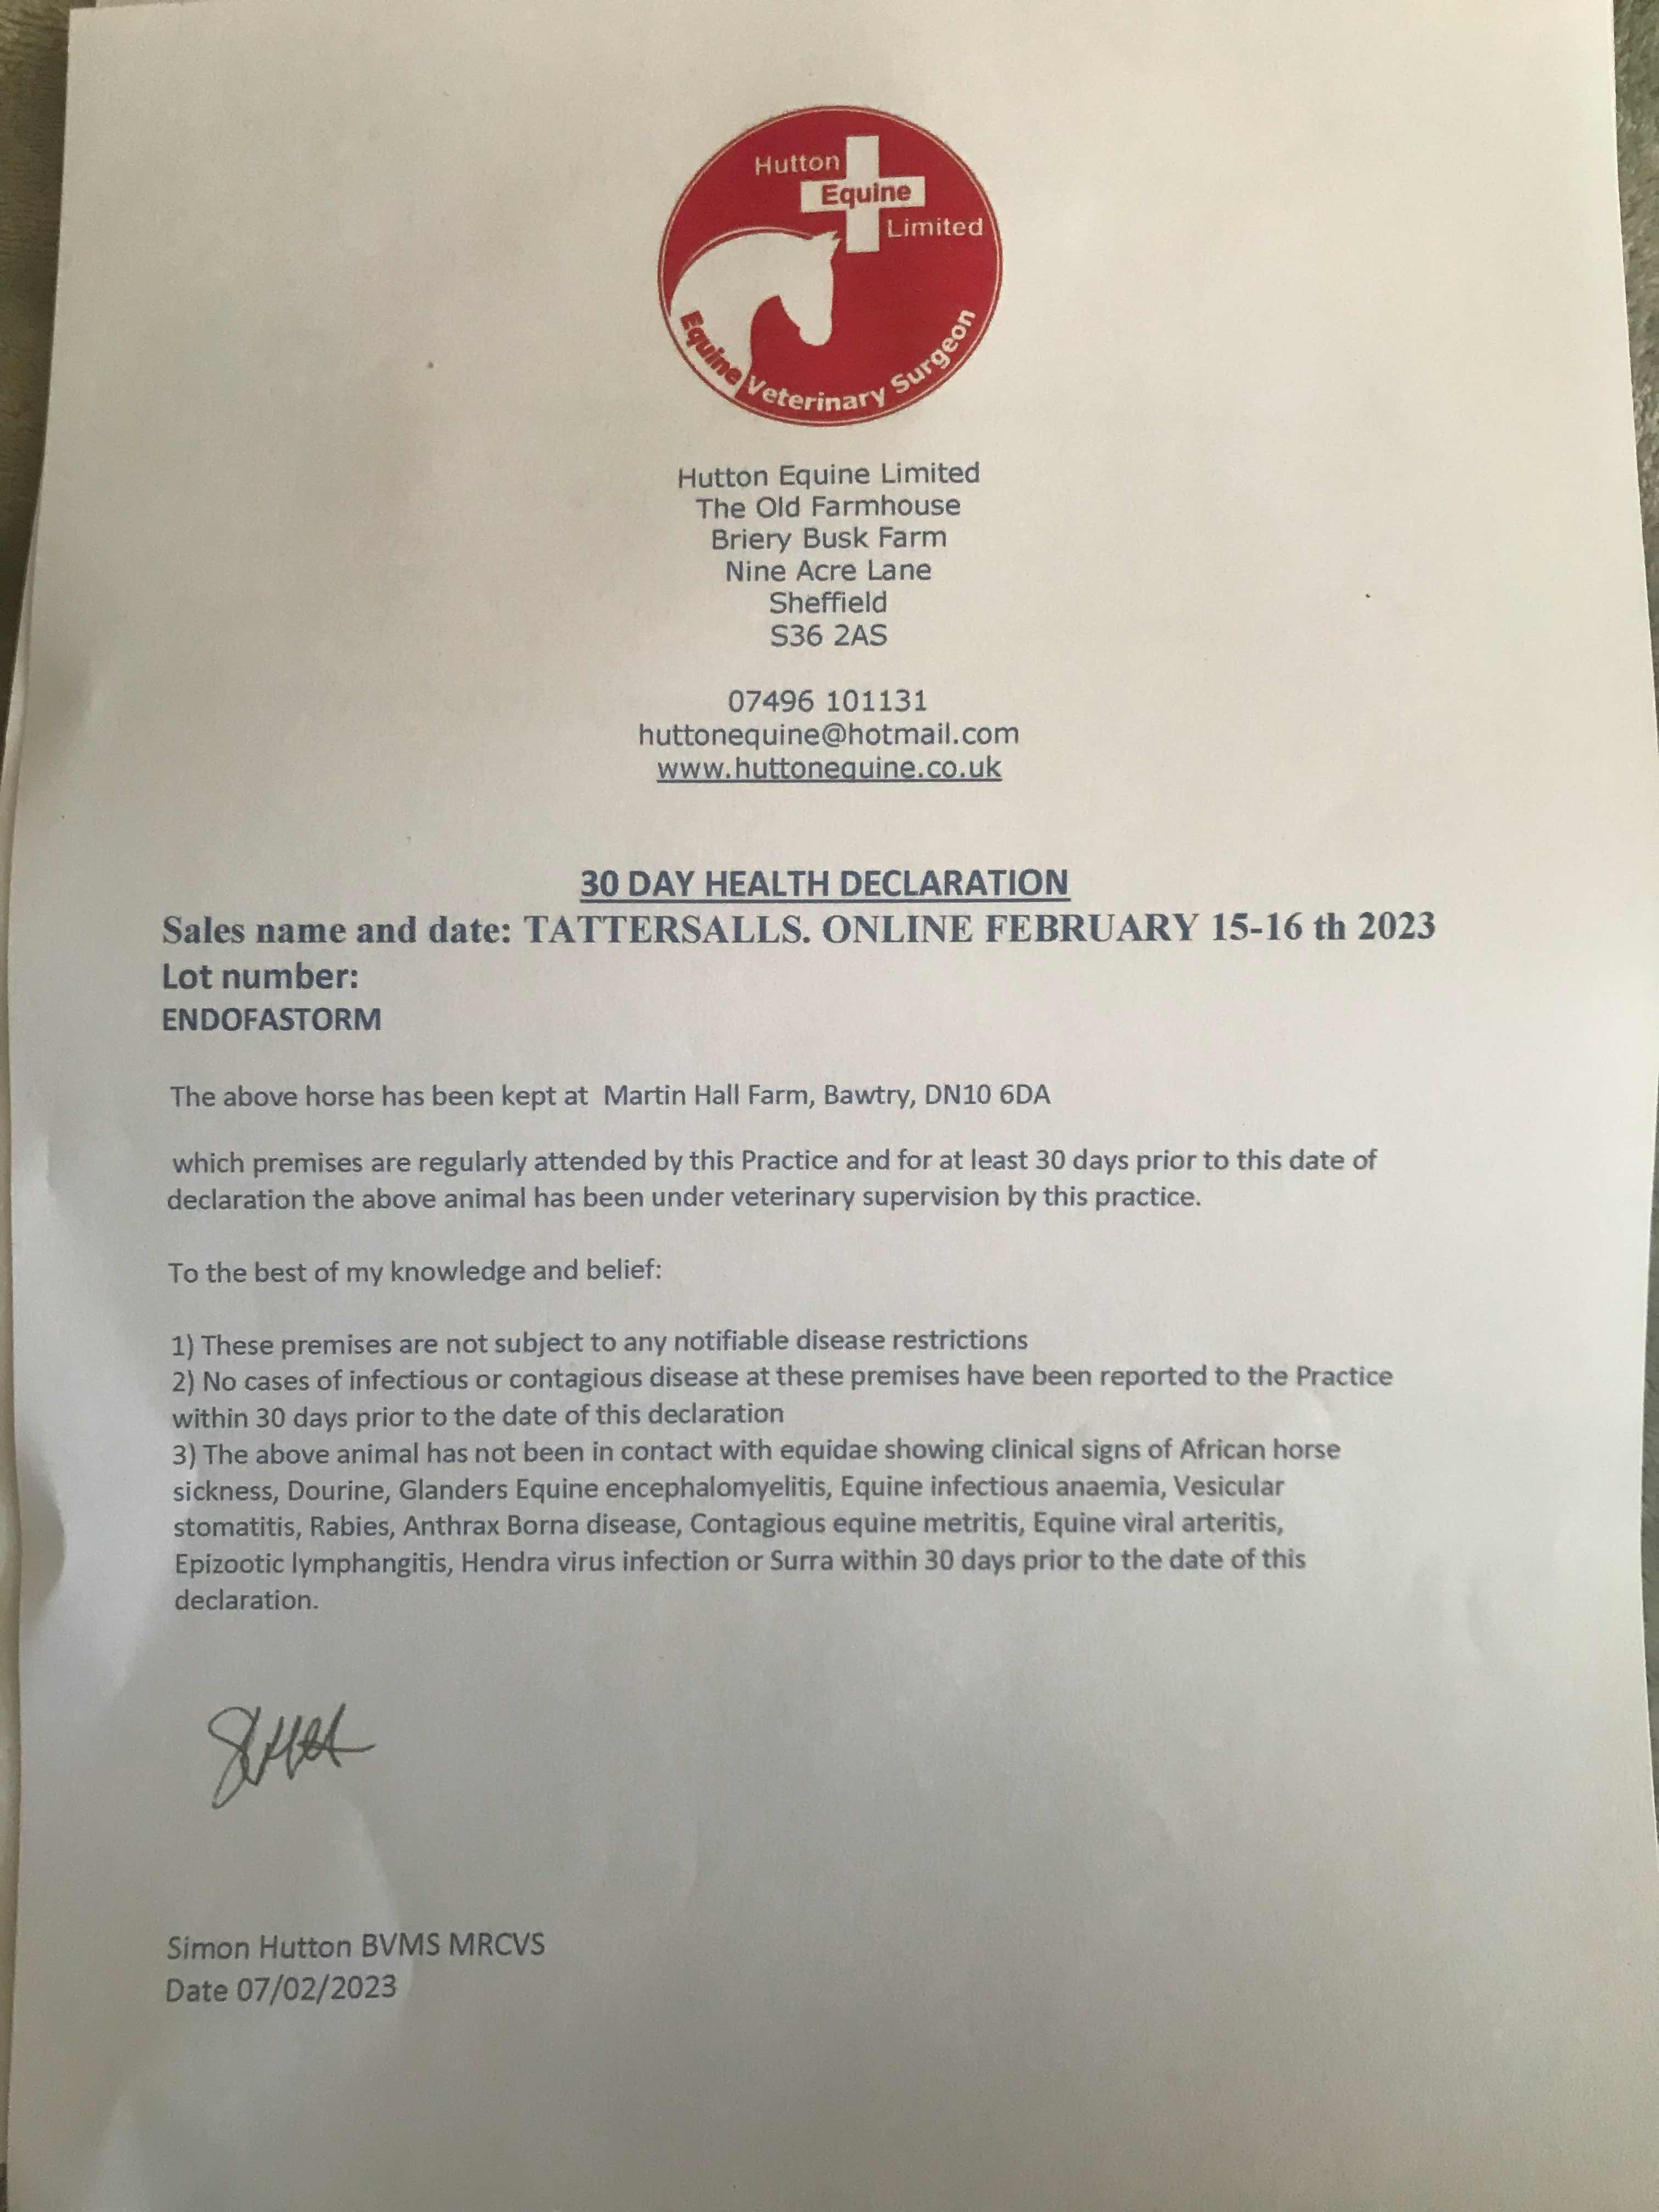 Hutton
Equine
Limited
Equine Veterinary Surgeon
Hutton Equine Limited
The Old Farmhouse
Briery Busk Farm
Nine Acre Lane
Sheffield
S36 2AS
07496 101131
huttonequine@hotmail.com
www.huttonequine.co.uk
30 DAY HEALTH DECLARATION
Sales name and date: TATTERSALLS. ONLINE FEBRUARY 15-16 th 2023
Lot number:
ENDOFASTORM
The above horse has been kept at Martin Hall Farm, Bawtry, DN10 6DA
which premises are regularly attended by this Practice and for at least 30 days prior to this date of
declaration the above animal has been under veterinary supervision by this practice.
To the best of my knowledge and belief:
1) These premises are not subject to any notifiable disease restrictions
2) No cases of infectious or contagious disease at these premises have been reported to the Practice
within 30 days prior to the date of this declaration
3) The above animal has not been in contact with equidae showing clinical signs of African horse
sickness, Dourine, Glanders Equine encephalomyelitis, Equine infectious anaemia, Vesicular
stomatitis, Rabies, Anthrax Borna disease, Contagious equine metritis, Equine viral arteritis,
Epizootic lymphangitis, Hendra virus infection or Surra within 30 days prior to the date of this
declaration.
Simon Hutton BVMS MRCVS
Date 07/02/2023